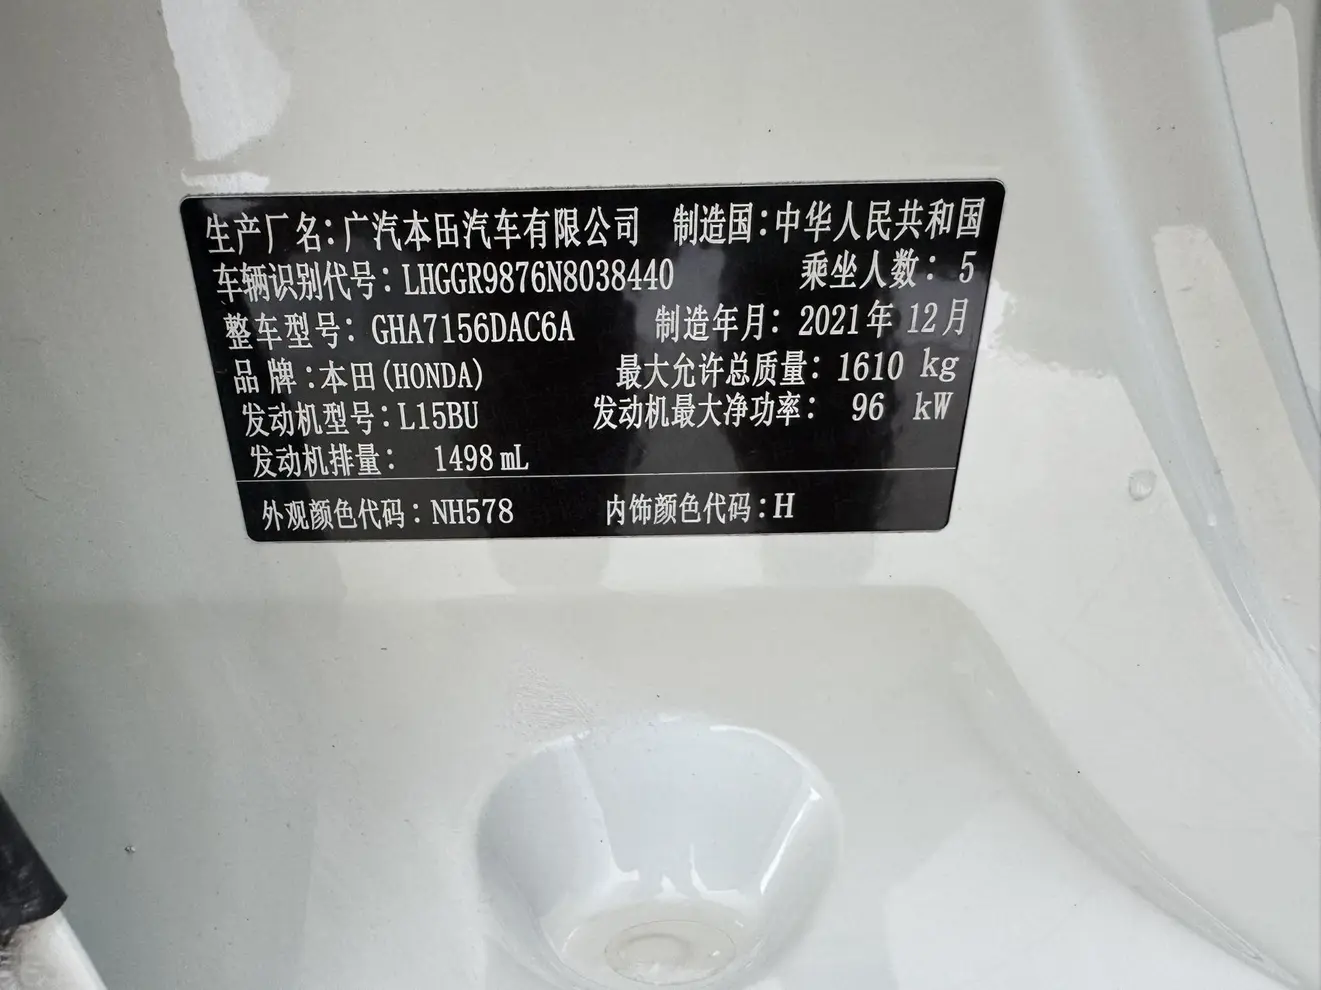 生产厂名：广汽本田汽车有限公司 制造国：中华人民共和国
车辆识别代号：LHGGR9876N8038440 乘坐人数：5
整车型号：GHA7156DAC6A 制造年月：2021年12月
品牌：本田(HONDA) 最大允许总质量：1610 kg
发动机型号：L15BU 发动机最大净功率：96 kW
发动机排量：1498 mL
外观颜色代码：NH578 内饰颜色代码：H